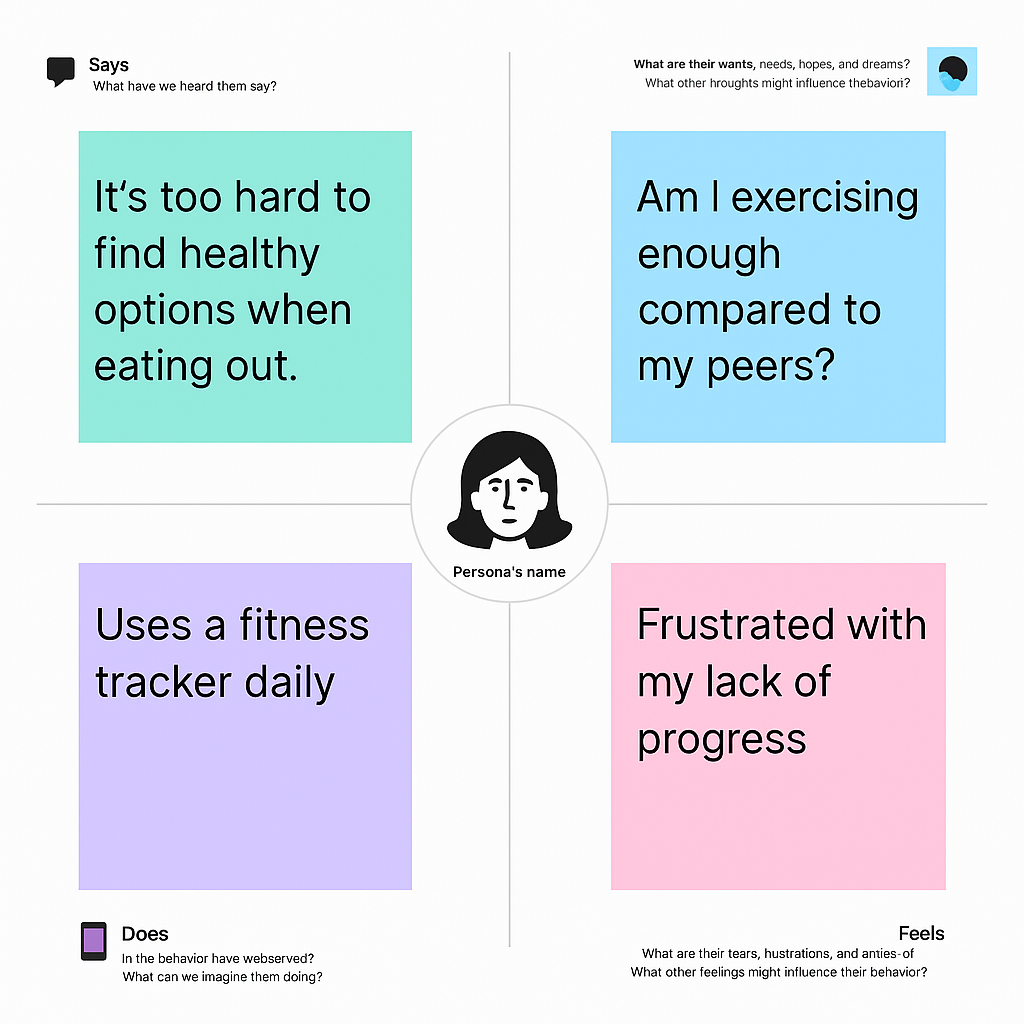 Says
What have we heard them say?
What are their wants, needs, hopes, and dreams?
What other hroughts might influence thebaviori?
It's too hard to
find healthy
options when
eating out.
Am I exercising
enough
compared to
my peers?
Persona's name
Uses a fitness
tracker daily
Frustrated with
my lack of
progress
Does
In the behavior have webserved?
What can we imagine them doing?
Feels
What are their tears, hustrations, and anties-of
What other feelings might influence their behavior?